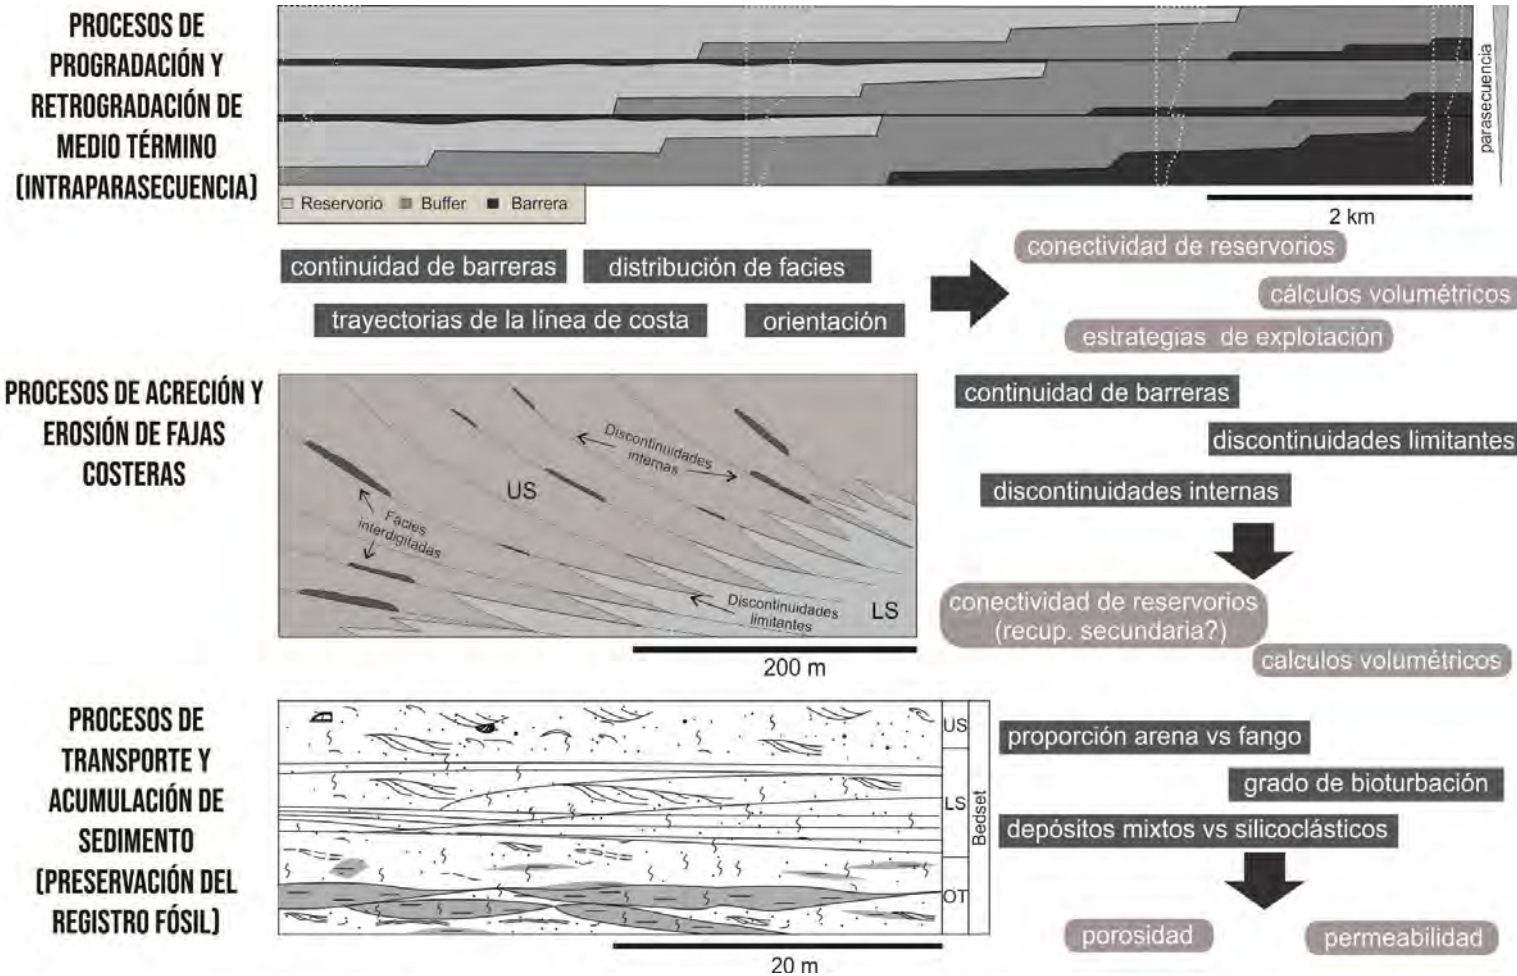 PROCESOS DE
PROGRADACIÓN Y
RETROGRADACIÓN DE
MEDIO TÉRMINO
(INTRAPARASECUENCIA)
parasecuencia
Reservorio Buffer Barrera
2 km
continuidad de barreras
distribución de facies
trayectorias de la línea de costa
orientación
conectividad de reservorios
cálculos volumétricos
estrategias de explotación
PROCESOS DE ACRECIÓN Y
EROSIÓN DE FAJAS
COSTERAS
Discontinuidades
internas
US
Facies
interdigitadas
Discontinuidades
limitantes
LS
200 m
continuidad de barreras
discontinuidades limitantes
discontinuidades internas
conectividad de reservorios
(recup. secundaria?)
calculos volumétricos
PROCESOS DE
TRANSPORTE Y
ACUMULACIÓN DE
SEDIMENTO
(PRESERVACIÓN DEL
REGISTRO FÓSIL)
US
LS
OT
Bedset
20 m
proporción arena vs fango
grado de bioturbación
depósitos mixtos vs silicoclásticos
porosidad
permeabilidad